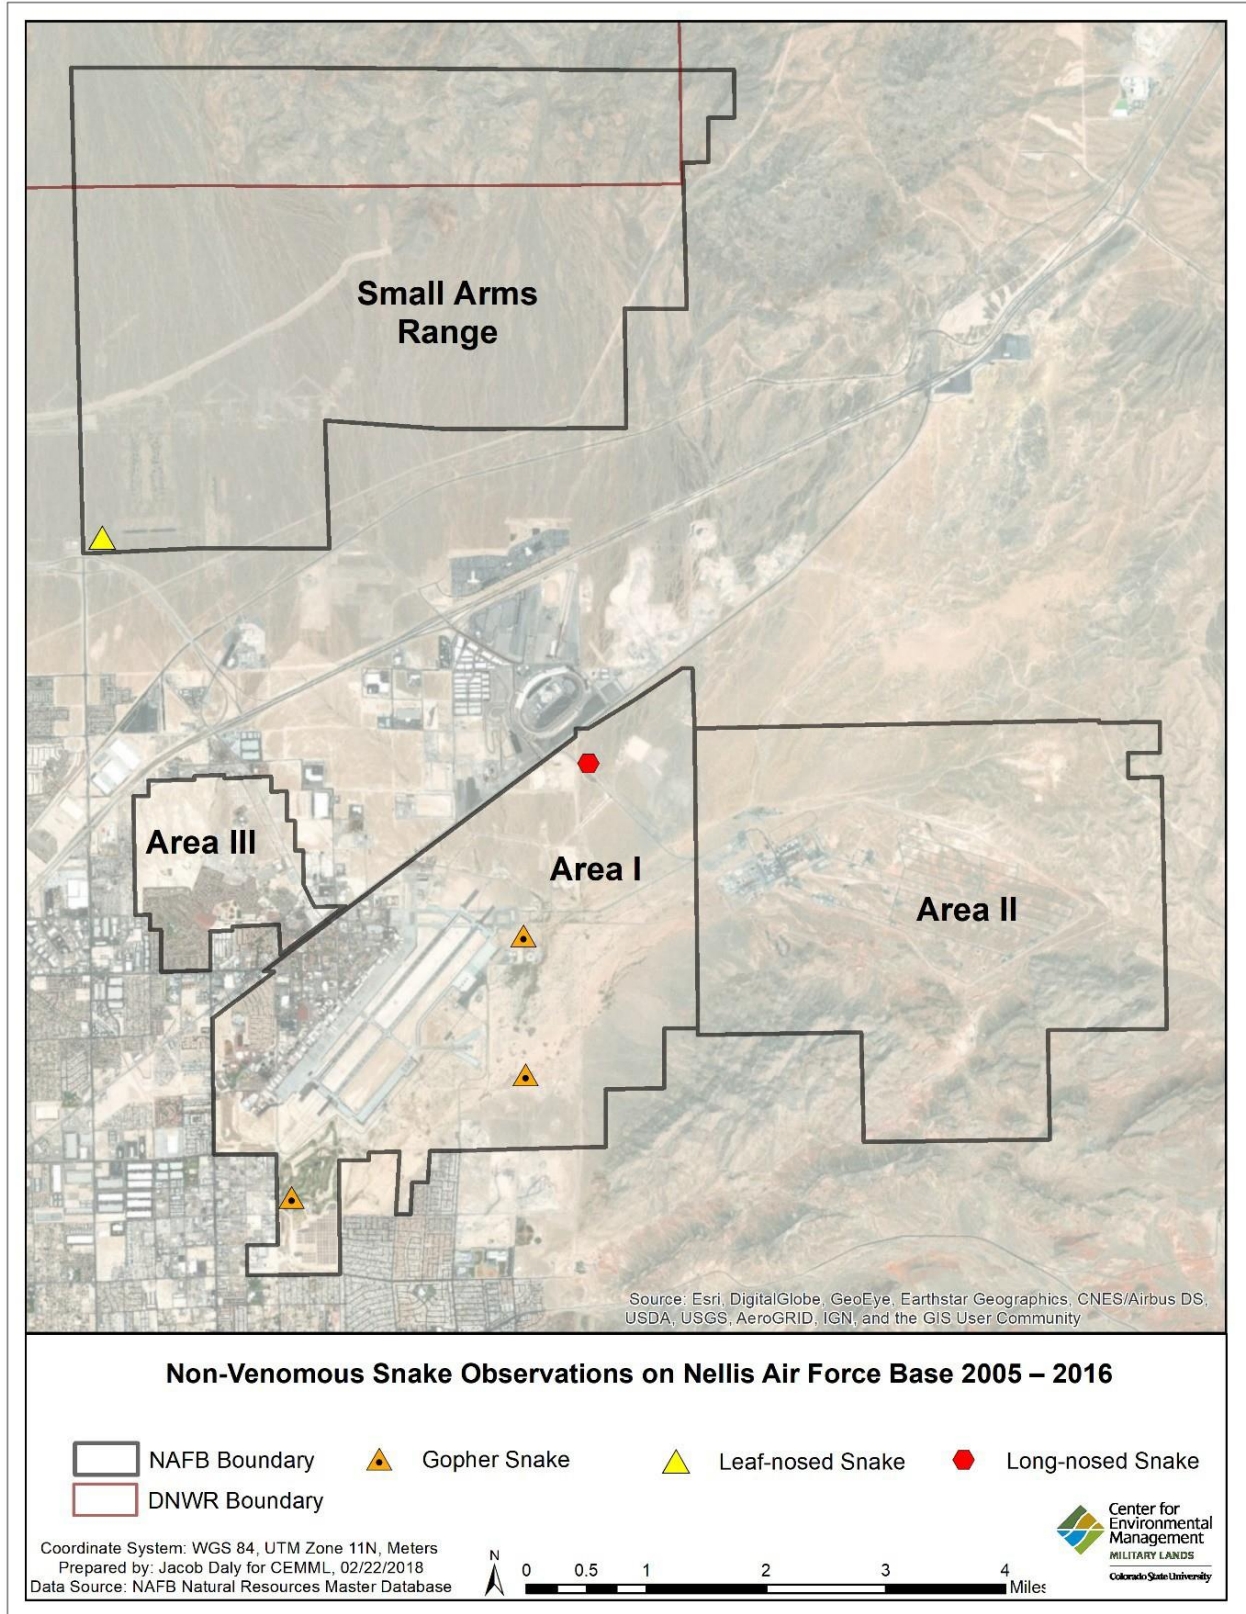 Small Arms
Range
Area III
Area I
Area II
Source: Esri, DigitalGlobe, GeoEye, Earthstar Geographics, CNES/Airbus DS,
USDA, USGS, AeroGRID, IGN, and the GIS User Community
Non-Venomous Snake Observations on Nellis Air Force Base 2005 – 2016
NAFB Boundary
Gopher Snake
Leaf-nosed Snake
Long-nosed Snake
DNWR Boundary
Coordinate System: WGS 84, UTM Zone 11N, Meters
Prepared by: Jacob Daly for CEMML, 02/22/2018
Data Source: NAFB Natural Resources Master Database
N
0 0.5 1 2 3 4
Miles
Center for
Environmental
Management
MILITARY LANDS
Colorado State University